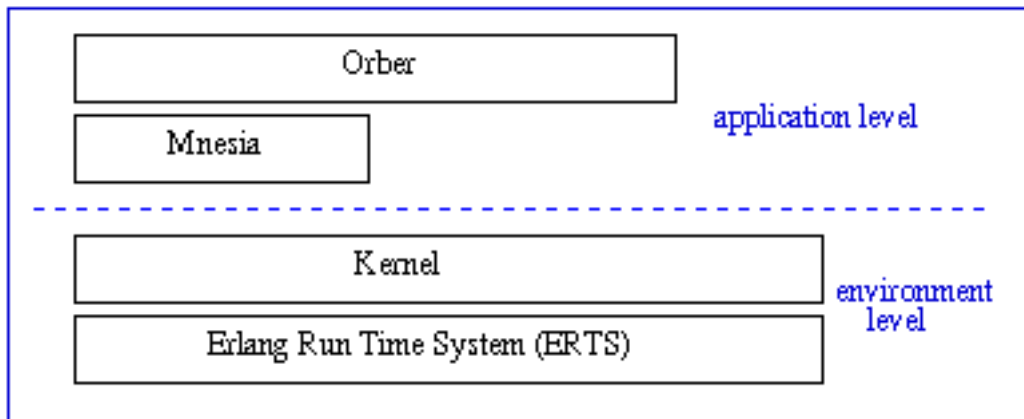 Orber
application level
Mnesia
Kernel
environment
level
Erlang Run Time System (ERTS)